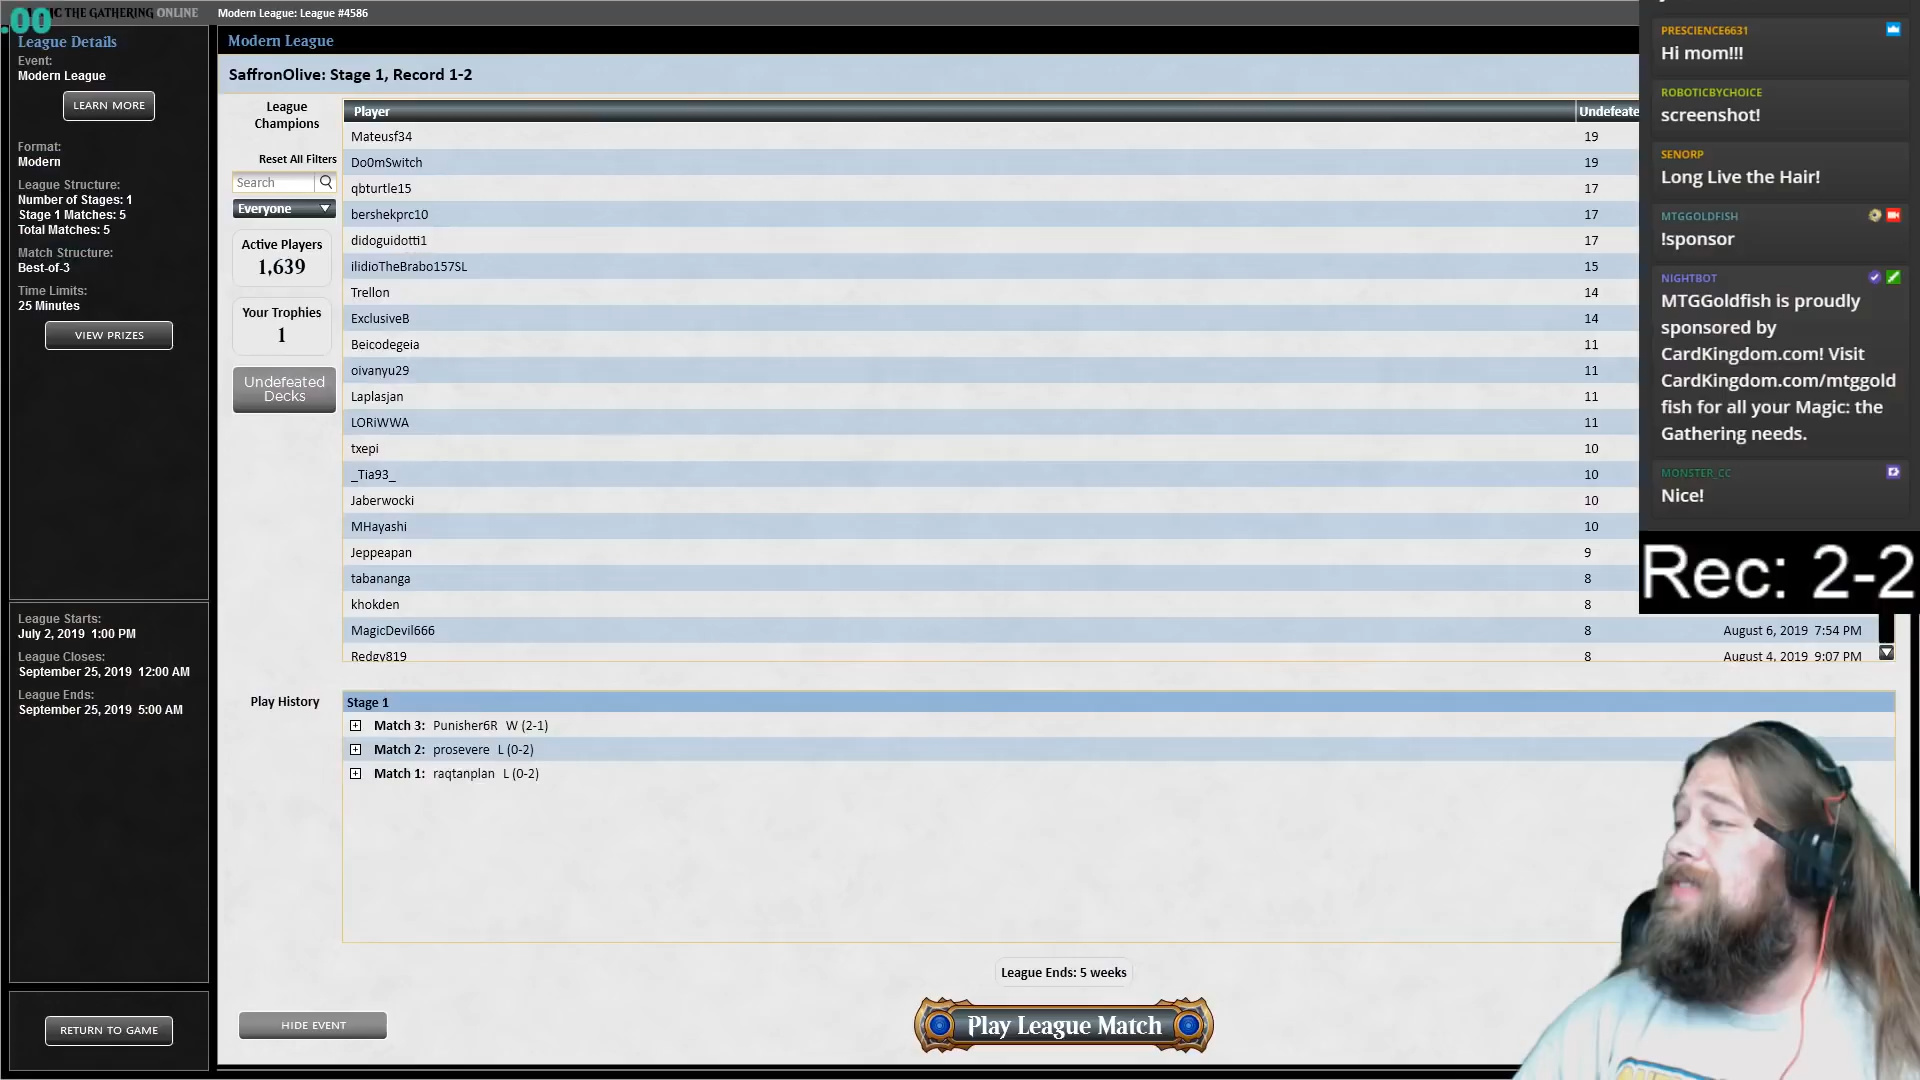 .00
IC THE GATHERING ONLINE
Modern League: League #4586
League Details
Event:
Modern League
LEARN MORE
Format:
Modern
League Structure:
Number of Stages: 1
Stage 1 Matches: 5
Total Matches: 5
Match Structure:
Best-of-3
Time Limits:
25 Minutes
VIEW PRIZES
League Starts:
July 2, 2019 1:00 PM
League Closes:
September 25, 2019 12:00 AM
League Ends:
September 25, 2019 5:00 AM
RETURN TO GAME
Modern League
SaffronOlive: Stage 1, Record 1-2
League
Champions
Reset All Filters
Search
Everyone
Active Players
1,639
Your Trophies
1
Undefeated
Decks
Player Undefeate
Mateusf34 19
Do0mSwitch 19
qbturtle15 17
bershekprc10 17
didoguidotti1 17
ilidioTheBrabo157SL 15
Trellon 14
ExclusiveB 14
Beicodegeia 11
oivanyu29 11
Laplasjan 11
LORiWWA 11
txepi 10
_Tia93_ 10
Jaberwocki 10
MHayashi 10
Jeppeapan 9
tabananga 8
khokden 8
MagicDevil666 8 August 6, 2019 7:54 PM
Redgy819 8 August 4, 2019 9:07 PM
Play History
Stage 1
Match 3: Punisher6R W (2-1)
Match 2: prosevere L (0-2)
Match 1: raqtanplan L (0-2)
League Ends: 5 weeks
HIDE EVENT
Play League Match
PRESCIENCE6631
Hi mom!!!
ROBOTICBYCHOICE
screenshot!
SENORP
Long Live the Hair!
MTGGOLDFISH
!sponsor
NIGHTBOT
MTGGoldfish is proudly
sponsored by
CardKingdom.com! Visit
CardKingdom.com/mtggold
fish for all your Magic: the
Gathering needs.
MONSTER_CC
Nice!
Rec: 2-2